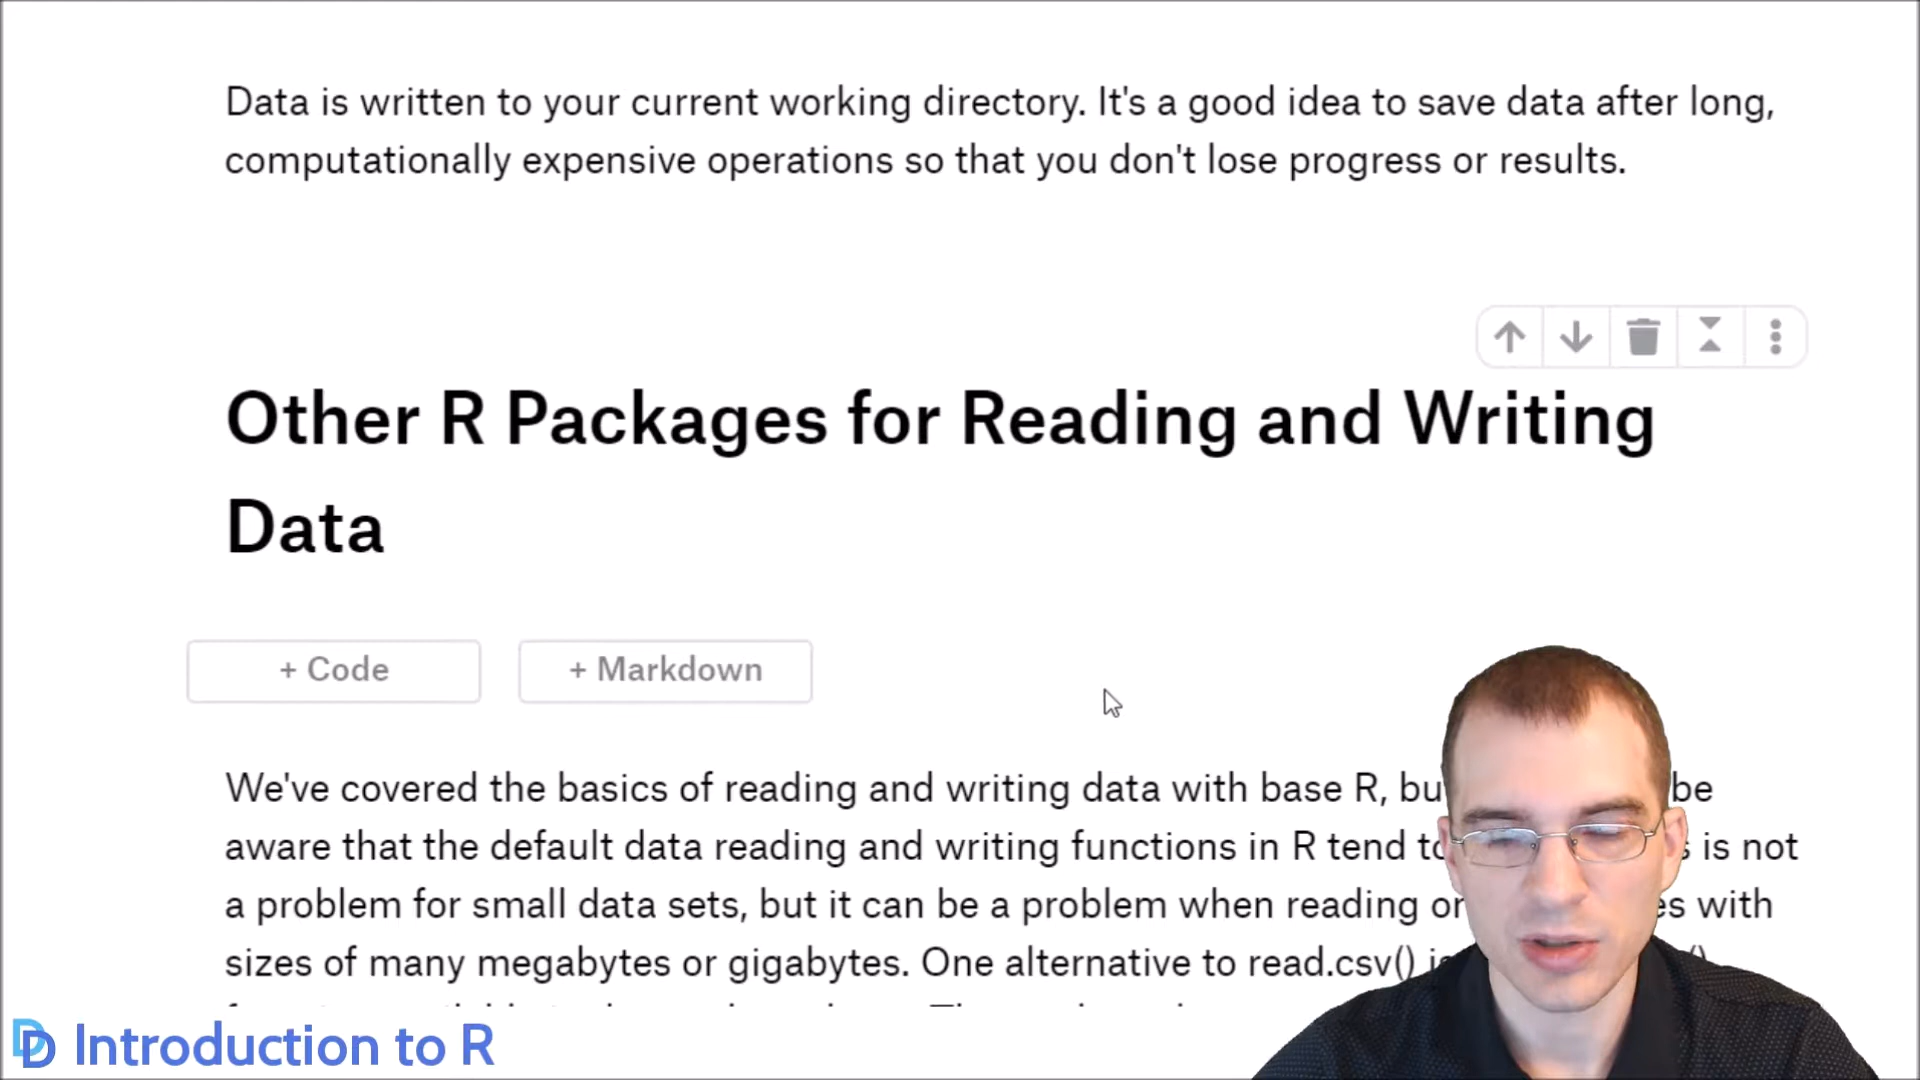 Data is written to your current working directory. It's a good idea to save data after long,
computationally expensive operations so that you don't lose progress or results.
Other R Packages for Reading and Writing
Data
+ Code
+ Markdown
We've covered the basics of reading and writing data with base R, be
aware that the default data reading and writing functions in R tend is not
a problem for small data sets, but it can be a problem when reading or with
sizes of many megabytes or gigabytes. One alternative to read.csv()
Introduction to R